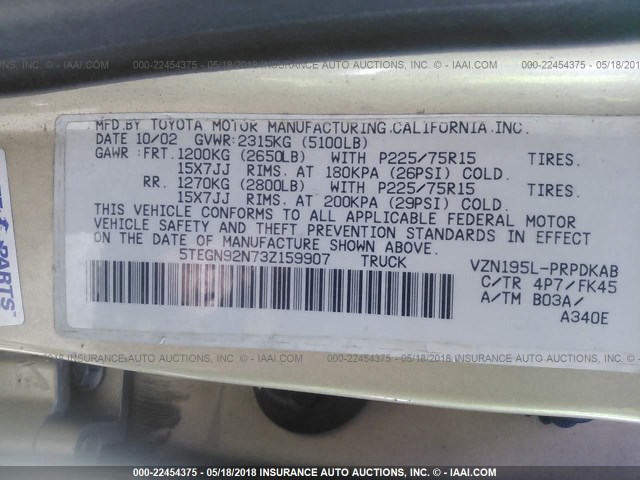 000-22454375 - 05/18/2018 INSURANCE AUTO AUCTIONS, INC. - IAAI.COM
MFD.BY TOYOTA MOTOR MANUFACTURING,CALIFORNIA,INC.
DATE 10/02 GVWR:2315KG (5100LB)
GAWR : FRT.1200KG (2650LB) WITH P225/75R15 TIRES.
15X7JJ RIMS. AT 180KPA (26PSI) COLD.
RR. 1270KG (2800LB) WITH P225/75R15 TIRES.
15X7JJ RIMS. AT 200KPA (29PSI) COLD.
THIS VEHICLE CONFORMS TO ALL APPLICABLE FEDERAL MOTOR
VEHICLE SAFETY AND THEFT PREVENTION STANDARDS IN EFFECT
ON THE DATE OF MANUFACTURE SHOWN ABOVE.
5TEGN92N73Z159907 TRUCK VZN195L-PRPDKAB
C/TR 4P7/FK45
A/TM B03A/
A340E
PARTS
000-22454375 - 05/18/2018 INSURANCE AUTO AUCTIONS, INC. - IAAI.COM
000-22454375 - 05/18/2018 INSURANCE AUTO AUCTIONS, INC. - IAAI.COM